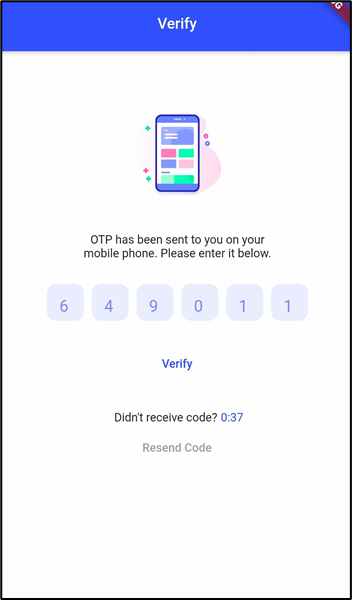 Verify
OTP has been sent to you on your
mobile phone. Please enter it below.
6 4 9 0 1 1
Verify
Didn't receive code? 0:37
Resend Code